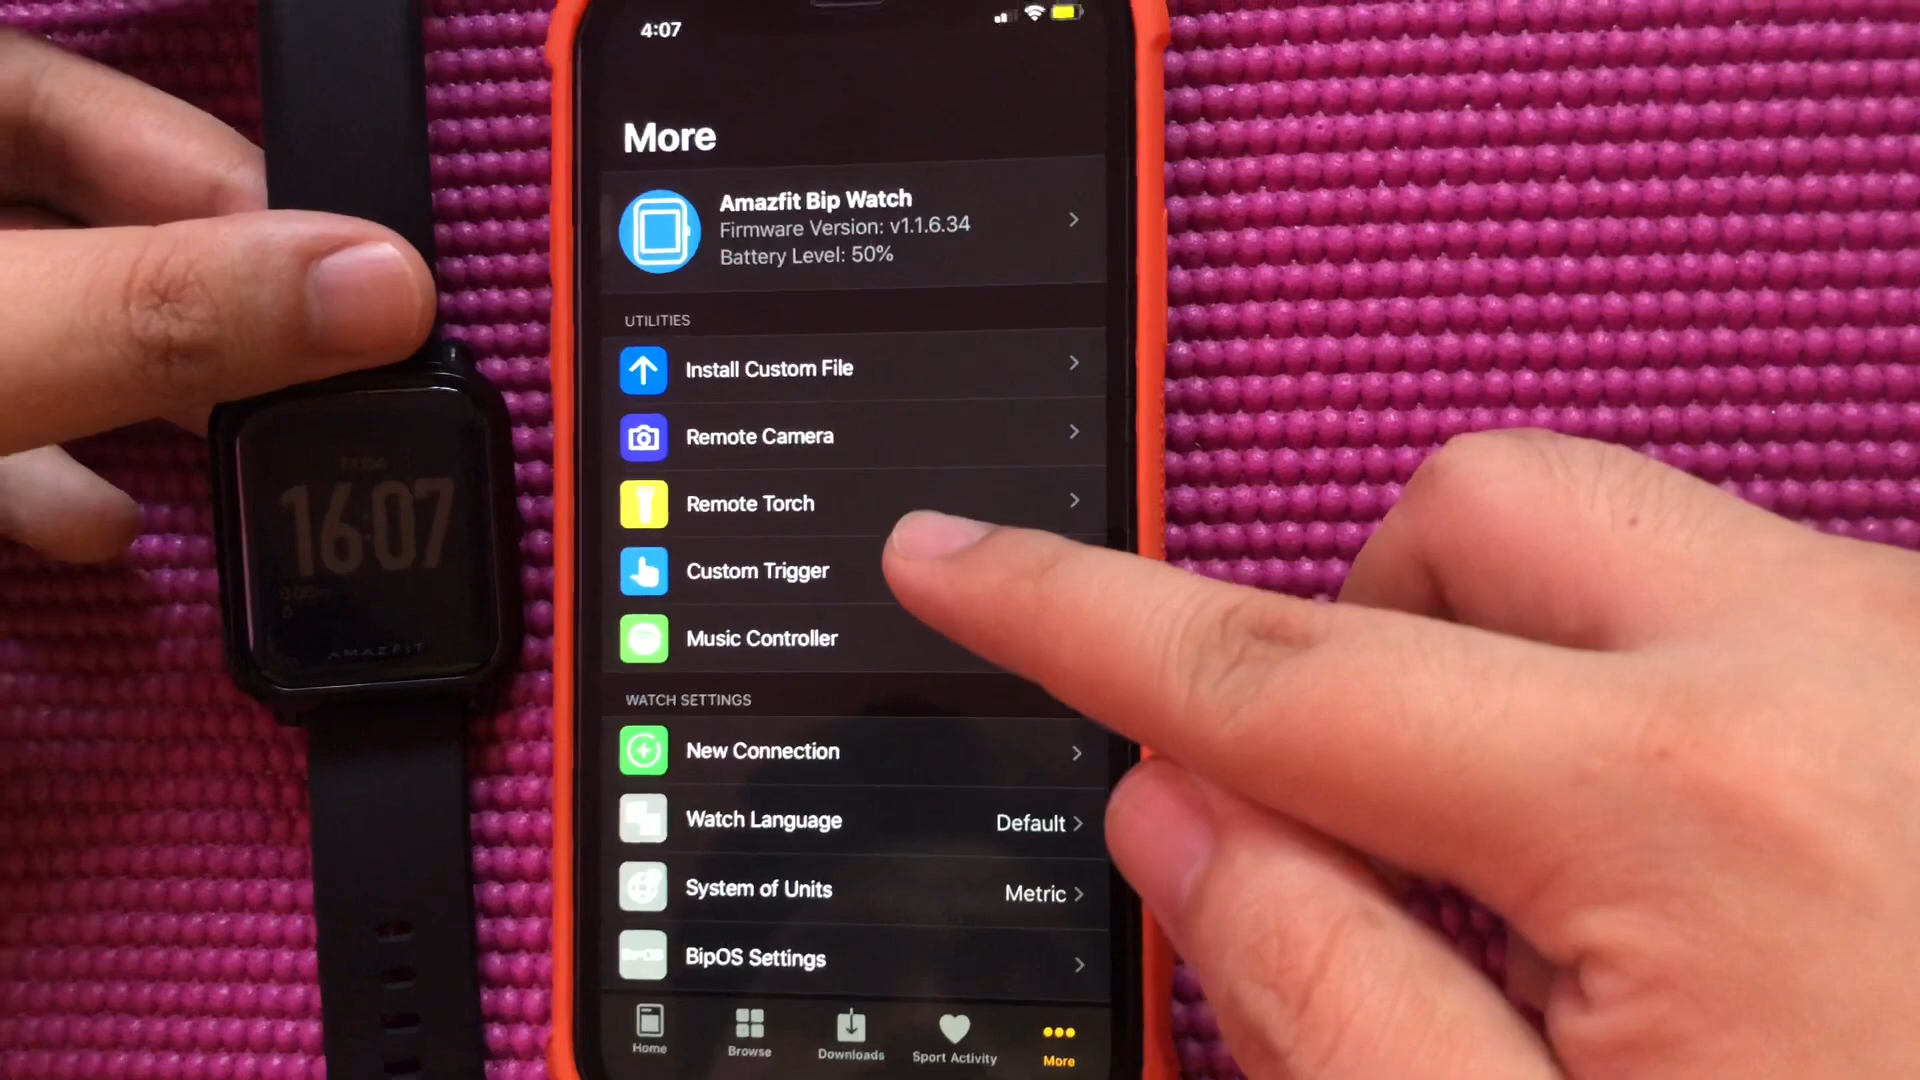 4:07
More
Amazfit Bip Watch
Firmware Version: v1.1.6.34
Battery Level: 50%
UTILITIES
Install Custom File
Remote Camera
Remote Torch
Custom Trigger
Music Controller
WATCH SETTINGS
New Connection
Watch Language
Default
System of Units
Metric
BipOS
BipOS Settings
Home
Browse
Downloads
Sport Activity
More
16:07
0
AMAZFIT